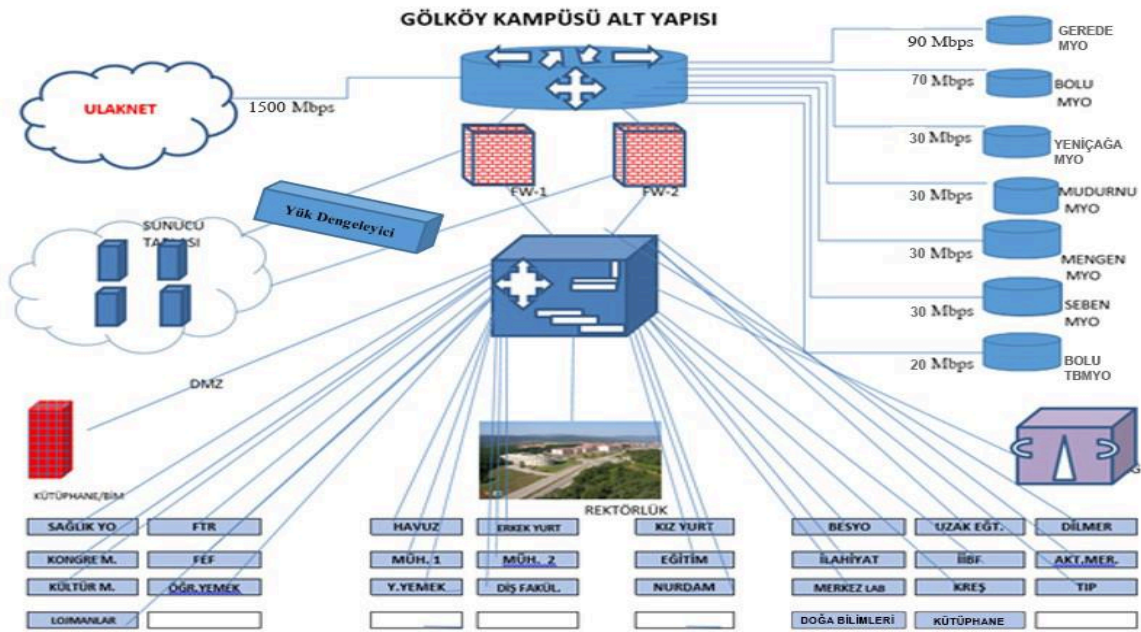 GÖLKÖY KAMPÜSÜ ALT YAPISI
ULAKNET
1500 Mbps
90 Mbps
GEREDE
MYO
70 Mbps
BOLU
MYO
30 Mbps
YENİÇAĞA
MYO
30 Mbps
MUDURNU
MYO
30 Mbps
MENGEN
MYO
30 Mbps
SEBEN
MYO
20 Mbps
BOLU
TBMYO
FW-1
FW-2
Yük Dengeleyici
SUNUCU
DMZ
KÜTÜPHANE/BİM
REKTÖRLÜK
G
SAĞLIK YO
FTR
HAVUZ
ERKEK YURT
KIZ YURT
BESYO
UZAK EĞT.
DİLMER
KONGRE M.
FEF
MÜH. 1
MÜH. 2
EĞİTİM
İLAHİYAT
İİBF
AKT.MER.
KÜLTÜR M.
ÖĞR.YEMEK
Y.YEMEK
DİŞ FAKÜL.
NURDAM
MERKEZ LAB
KREŞ
TIP
LOJMANLAR
DOĞA BİLİMLERİ
KÜTÜPHANE